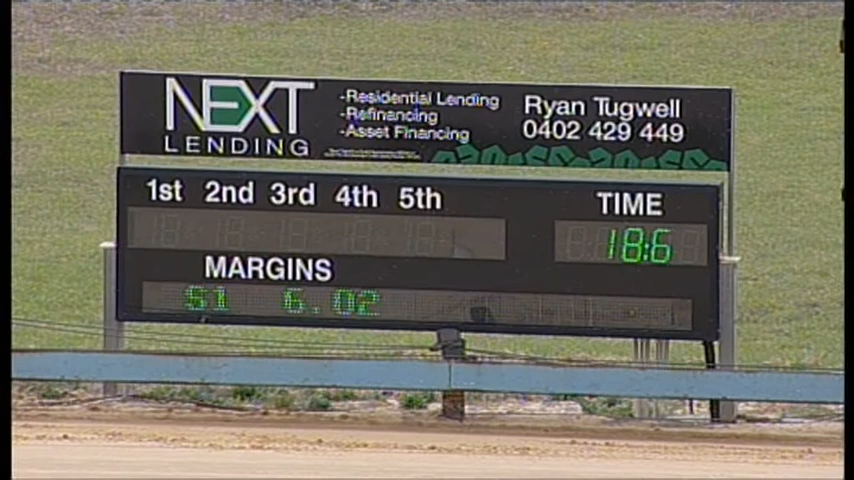 NEXT
LENDING
-Residential Lending
-Refinancing
-Asset Financing
Ryan Tugwell
0402 429 449
1st 2nd 3rd 4th 5th
TIME
18:6
MARGINS
S1 6.02